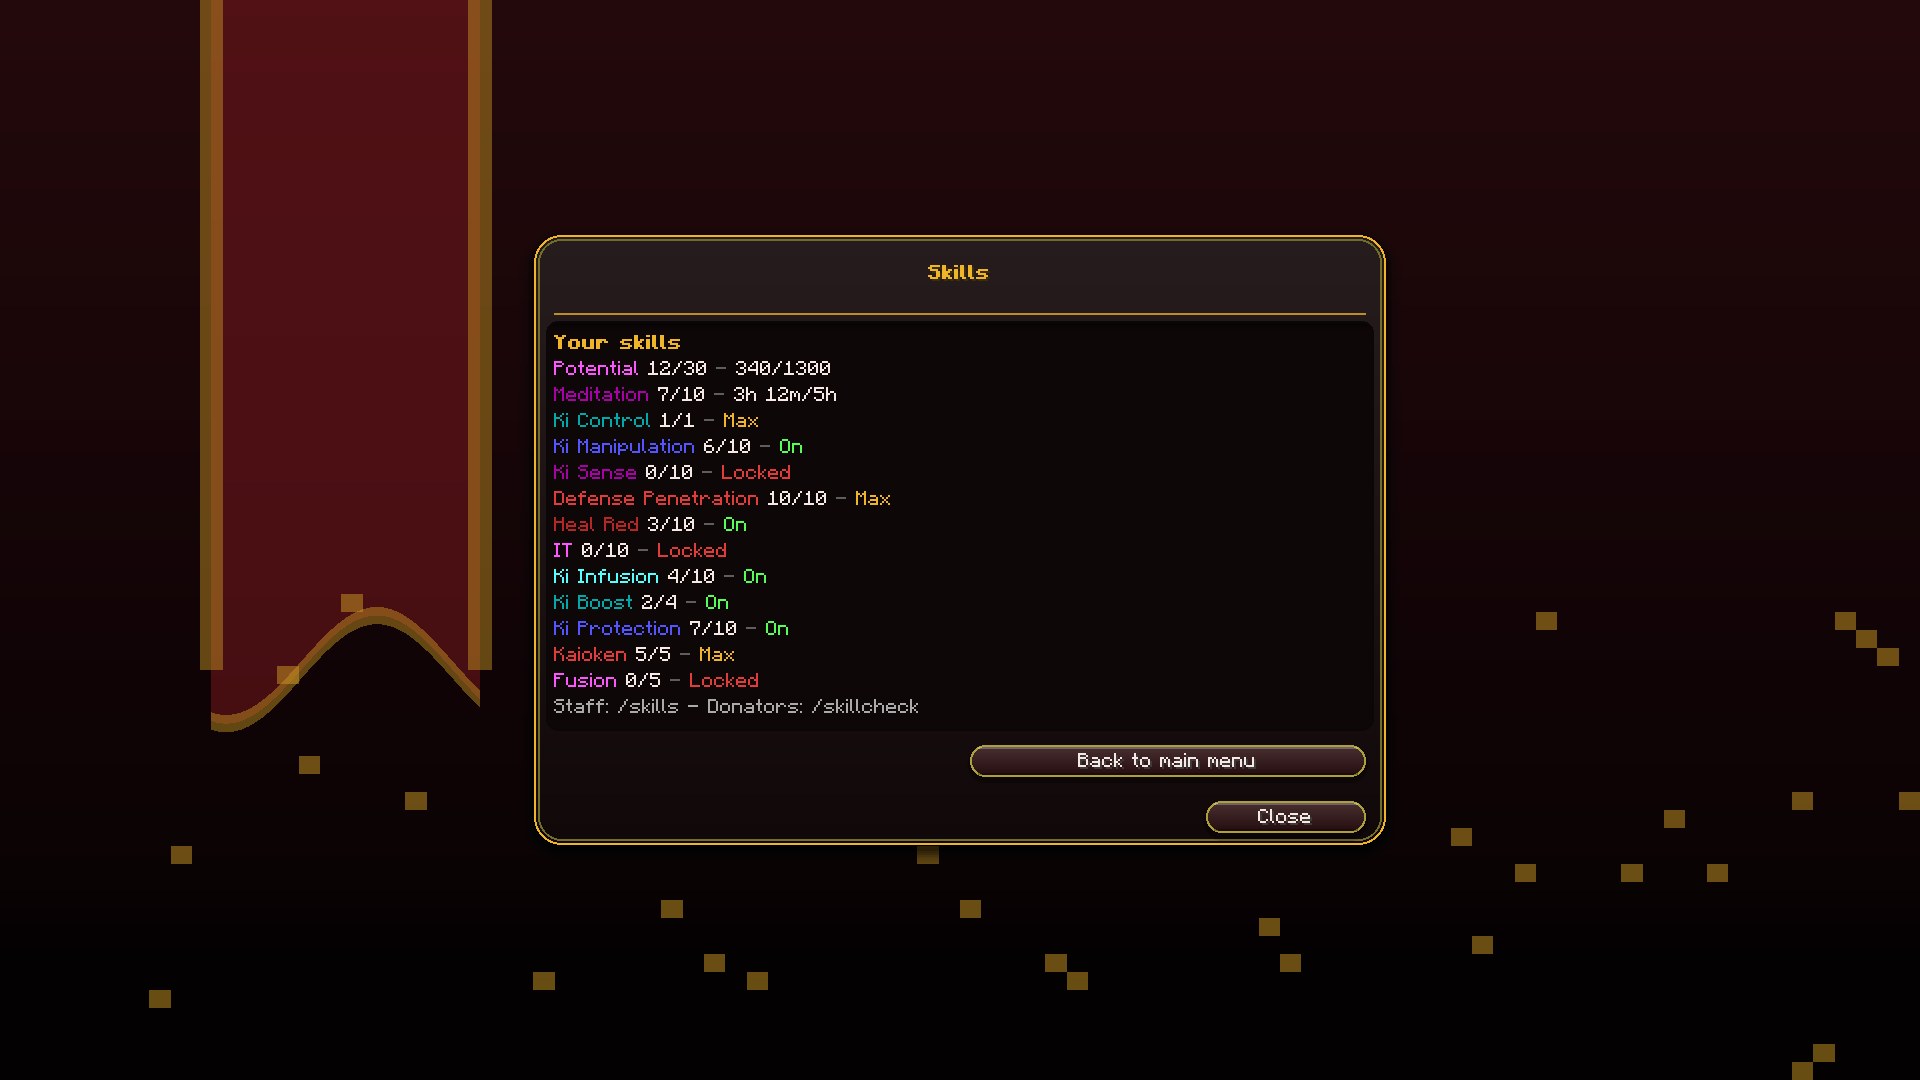 Skills
Your skills
Potential 12/30 – 340/1300
Meditation 7/10 – 3h 12m/5h
Ki Control 1/1 – Max
Ki Manipulation 6/10 – On
Ki Sense 0/10 – Locked
Defense Penetration 10/10 – Max
Heal Red 3/10 – On
IT 0/10 – Locked
Ki Infusion 4/10 – On
Ki Boost 2/4 – On
Ki Protection 7/10 – On
Kaioken 5/5 – Max
Fusion 0/5 – Locked
Staff: /skills – Donators: /skillcheck
Back to main menu
Close